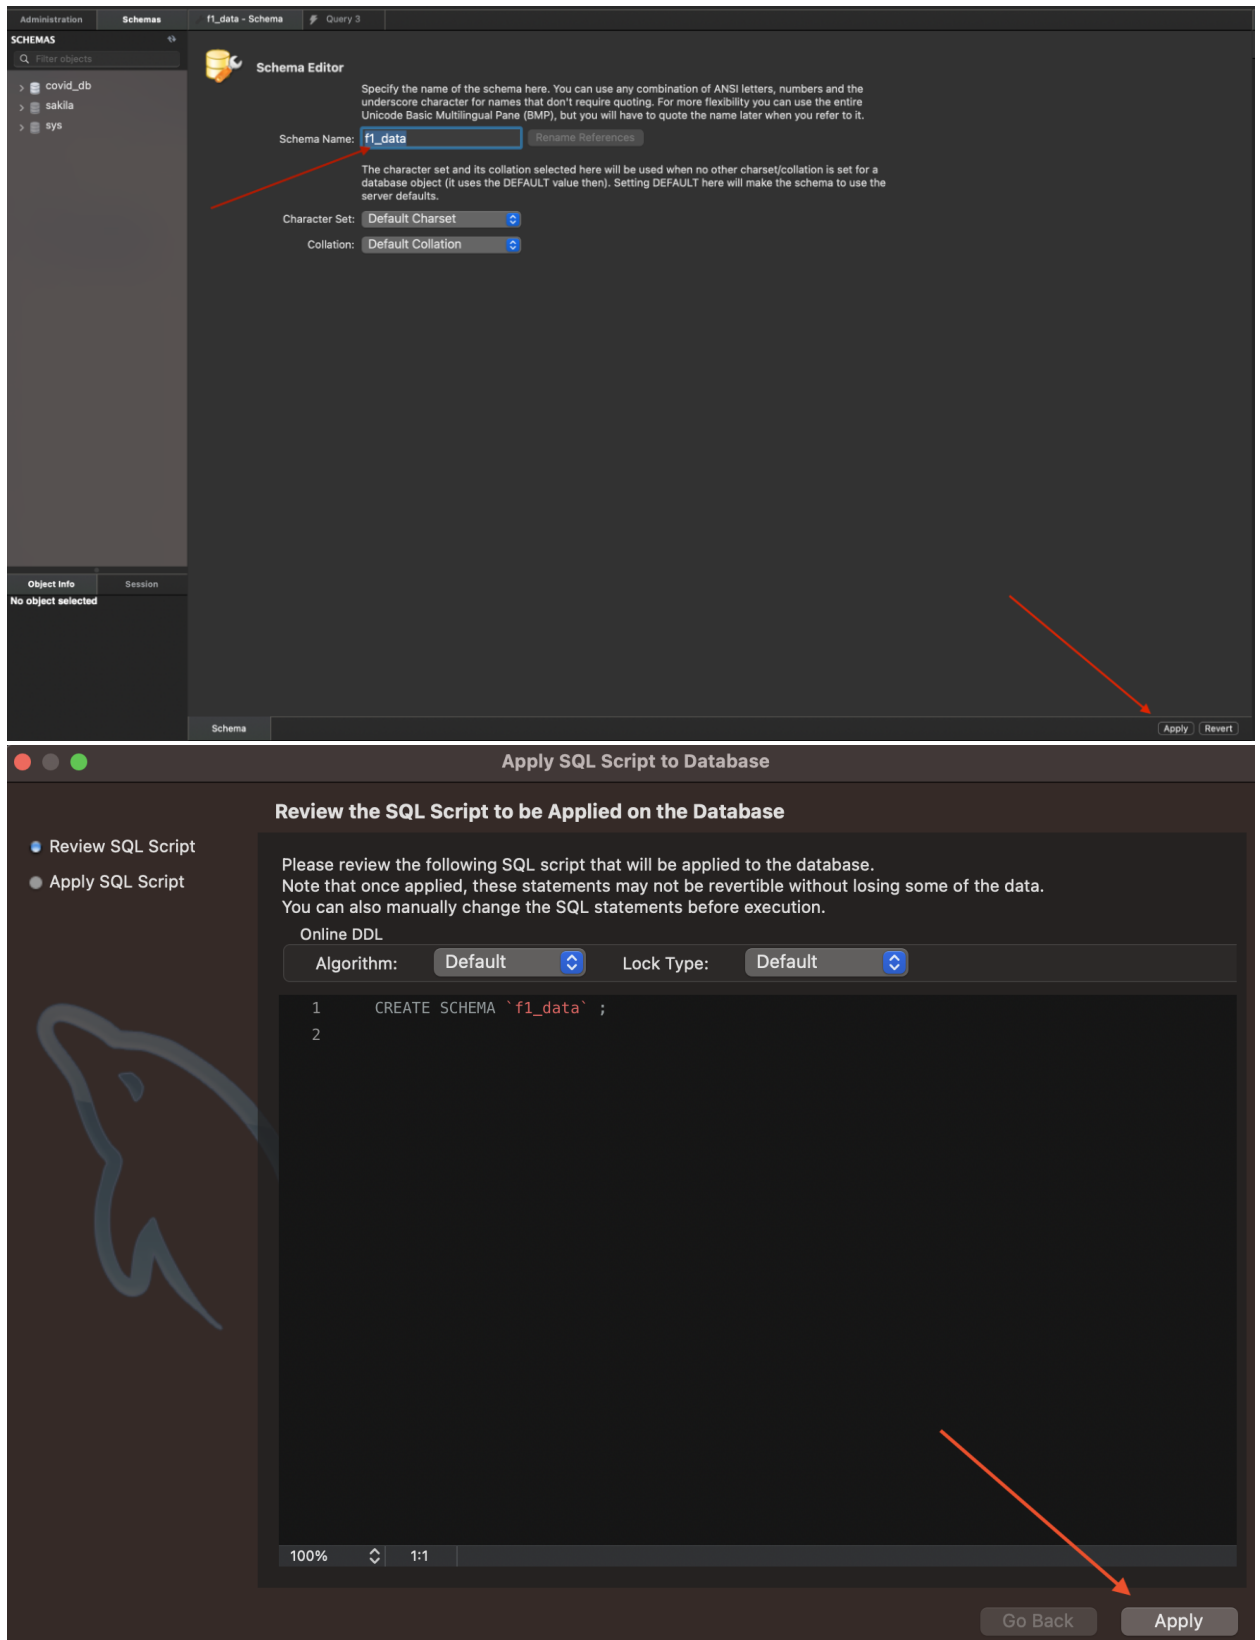 Administration
Schemas
f1_data - Schema
Query 3
SCHEMAS
Filter objects
covid_db
sakila
sys
Schema Editor
Specify the name of the schema here. You can use any combination of ANSI letters, numbers and the
underscore character for names that don't require quoting. For more flexibility you can use the entire
Unicode Basic Multilingual Pane (BMP), but you will have to quote the name later when you refer to it.
Schema Name: f1_data Rename References
The character set and its collation selected here will be used when no other charset/collation is set for a
database object (it uses the DEFAULT value then). Setting DEFAULT here will make the schema to use the
server defaults.
Character Set: Default Charset
Collation: Default Collation
Object Info
Session
No object selected
Schema
Apply
Revert
Apply SQL Script to Database
Review the SQL Script to be Applied on the Database
Review SQL Script
Apply SQL Script
Please review the following SQL script that will be applied to the database.
Note that once applied, these statements may not be revertible without losing some of the data.
You can also manually change the SQL statements before execution.
Online DDL
Algorithm: Default Lock Type: Default
1 CREATE SCHEMA `f1_data` ;
2
100% 1:1
Go Back
Apply